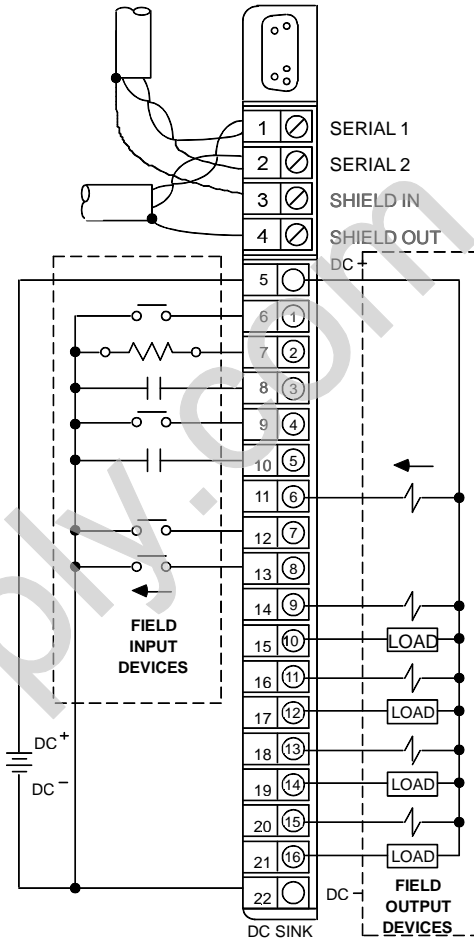 1 SERIAL 1
2 SERIAL 2
3 SHIELD IN
4 SHIELD OUT
DC +
5
6 1
7 2
8 3
9 4
10 5
11 6
12 7
13 8
14 9
15 10 LOAD
16 11
17 12 LOAD
18 13
19 14 LOAD
20 15
21 16 LOAD
22 DC −
FIELD
INPUT
DEVICES
DC +
DC −
FIELD
OUTPUT
DEVICES
DC SINK
ply.com